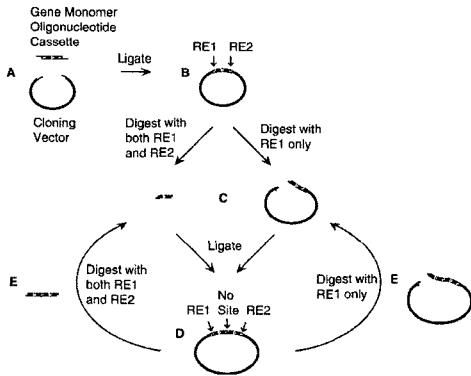 Gene Monomer
Oligonucleotide
Cassette
Ligate
A
Cloning
Vector
RE1 RE2
B
Digest with
both RE1
and RE2
Digest with
RE1 only
C
Ligate
E
Digest with
both RE1
and RE2
Digest with
RE1 only
E
No
RE1 Site RE2
D